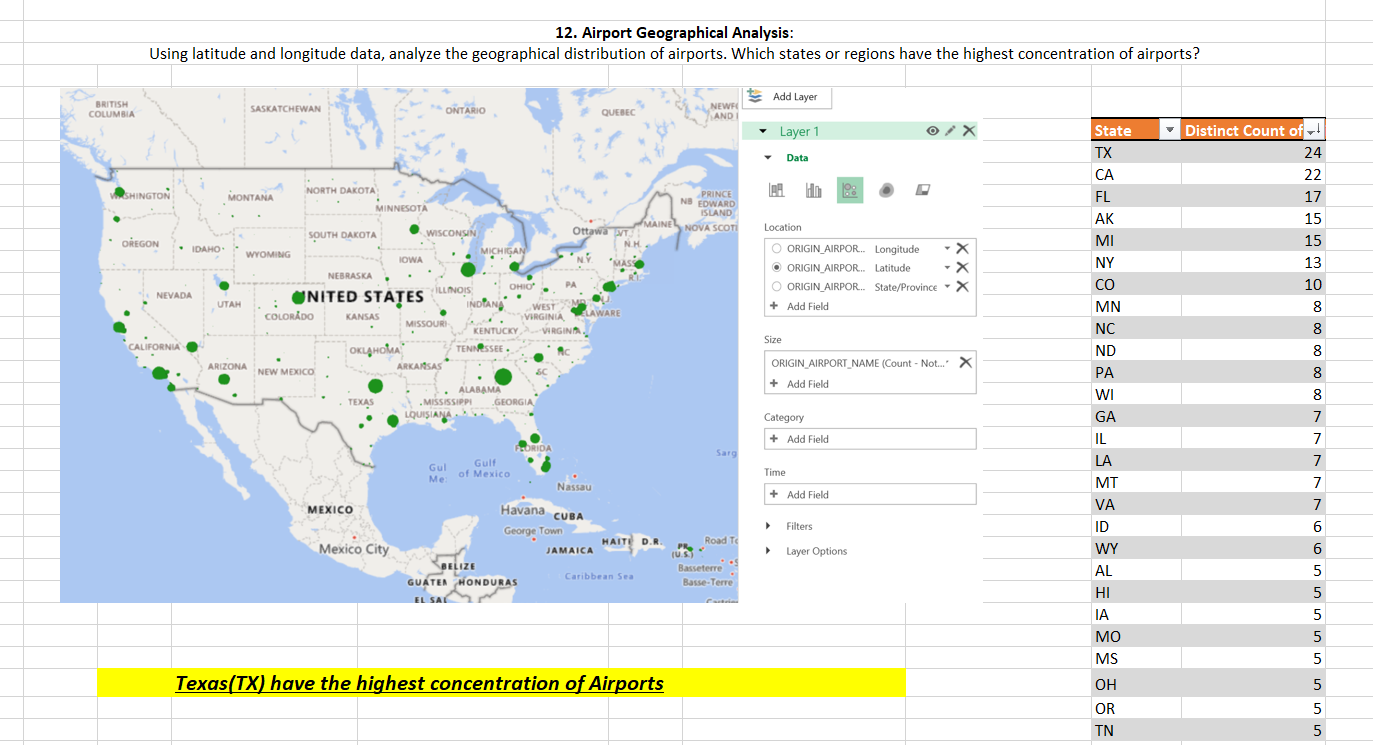 12. Airport Geographical Analysis:
Using latitude and longitude data, analyze the geographical distribution of airports. Which states or regions have the highest concentration of airports?
BRITISH
COLUMBIA
SASKATCHEWAN
ONTARIO
QUEBEC
WASHINGTON
MONTANA
NORTH DAKOTA
MINNESOTA
Ottawa
VT.
MAINE
NB
PRINCE
EDWARD
ISLAND
NOVA SCOTI
OREGON
IDAHO
WYOMING
SOUTH DAKOTA
WISCONSIN
MICHIGAN
N.H.
N.Y
MASS
R.I.
NEVADA
UTAH
NEBRASKA
IOWA
ILLINOIS
INDIANA
OHIO
PA
UNITED STATES
COLORADO
KANSAS
MISSOURI
WEST
VIRGINIA
KENTUCKY
VIRGINIA
DELAWARE
CALIFORNIA
ARIZONA
NEW MEXICO
OKLAHOMA
ARKANSAS
TENNESSEE
NC
SC
TEXAS
LOUISIANA
MISSISSIPPI
ALABAMA
GEORGIA
FLORIDA
Gulf
of Mexico
Sarg
Nassau
MEXICO
Mexico City
Havana
CUBA
George Town
JAMAICA
HAITI
D.R.
PR
(U.S.)
Road To
Basseterre
Basse-Terre
BELIZE
HONDURAS
Caribbean Sea
EL SAL
Add Layer
Layer 1
Data
Location
ORIGIN_AIRPOR... Longitude
ORIGIN_AIRPOR... Latitude
ORIGIN_AIRPOR... State/Province
+ Add Field
Size
ORIGIN_AIRPORT_NAME (Count - Not...
+ Add Field
Category
+ Add Field
Time
+ Add Field
Filters
Layer Options
State Distinct Count of
TX 24
CA 22
FL 17
AK 15
MI 15
NY 13
CO 10
MN 8
NC 8
ND 8
PA 8
WI 8
GA 7
IL 7
LA 7
MT 7
VA 7
ID 6
WY 6
AL 5
HI 5
IA 5
MO 5
MS 5
OH 5
OR 5
TN 5
Texas(TX) have the highest concentration of Airports